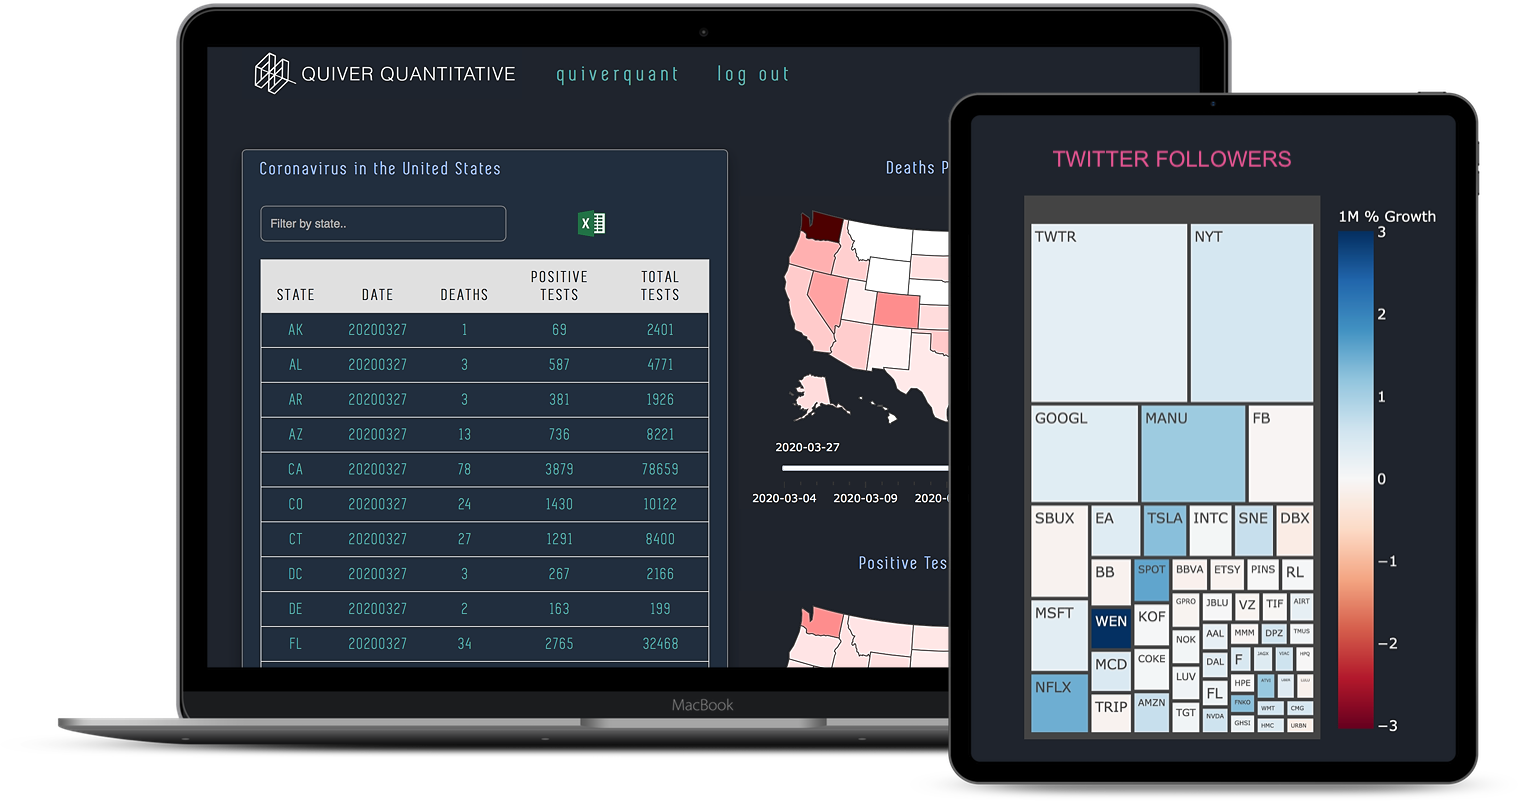 QUIVER QUANTITATIVE quiverquant log out
Coronavirus in the United States
Filter by state..
X
STATE DATE DEATHS POSITIVE TESTS TOTAL TESTS
AK 20200327 1 69 2401
AL 20200327 3 587 4771
AR 20200327 3 381 1926
AZ 20200327 13 736 8221
CA 20200327 78 3879 78659
CO 20200327 24 1430 10122
CT 20200327 27 1291 8400
DC 20200327 3 267 2166
DE 20200327 2 163 199
FL 20200327 34 2765 32468
Deaths P
2020-03-27
2020-03-04 2020-03-09 2020-0
Positive Tes
MacBook
TWITTER FOLLOWERS
1M % Growth
3
2
1
0
−1
−2
−3
TWTR NYT
GOOGL MANU FB
SBUX EA TSLA INTC SNE DBX
BB SPOT BBVA ETSY PINS RL
MSFT WEN KOF GPRO JBLU VZ TIF AIRT
NOK AAL MMM DPZ TMUS
MCD COKE LUV DAL F
NFLX HPE
TRIP AMZN TGT FL FNKO WMT CMG
NVDA GHSI HMC URBN